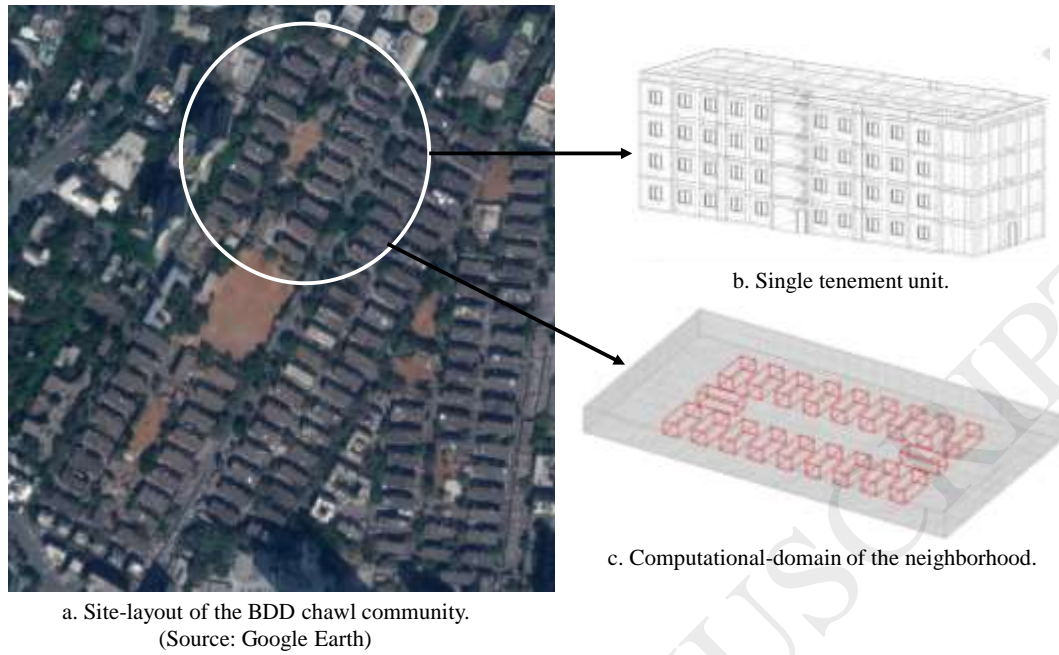 b. Single tenement unit.
c. Computational-domain of the neighborhood.
a. Site-layout of the BDD chawl community.
(Source: Google Earth)